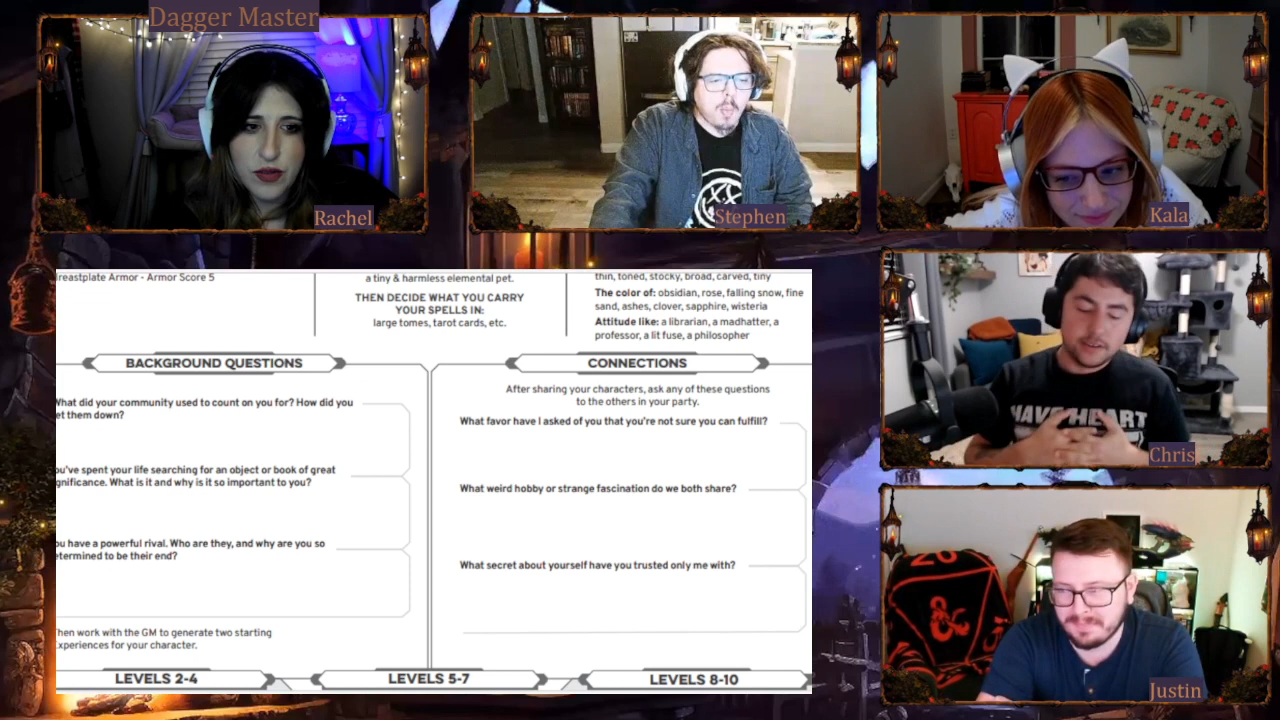 Dagger Master
Rachel
Stephen
Kala
reastplate Armor - Armor Score 5
a tiny & harmless elemental pet.
THEN DECIDE WHAT YOU CARRY
YOUR SPELLS IN:
large tomes, tarot cards, etc.
thin, toned, stocky, broad, carved, tiny
The color of: obsidian, rose, falling snow, fine
sand, ashes, clover, sapphire, wisteria
Attitude like: a librarian, a madhatter, a
professor, a lit fuse, a philosopher
BACKGROUND QUESTIONS
What did your community used to count on you for? How did you
et them down?
ou've spent your life searching for an object or book of great
gnificance. What is it and why is it so important to you?
ou have a powerful rival. Who are they, and why are you so
etermined to be their end?
hen work with the GM to generate two starting
xperiences for your character.
CONNECTIONS
After sharing your characters, ask any of these questions
to the others in your party.
What favor have I asked of you that you're not sure you can fulfill?
What weird hobby or strange fascination do we both share?
What secret about yourself have you trusted only me with?
LEVELS 2-4
LEVELS 5-7
LEVELS 8-10
HAVE HEART
Chris
20
Justin